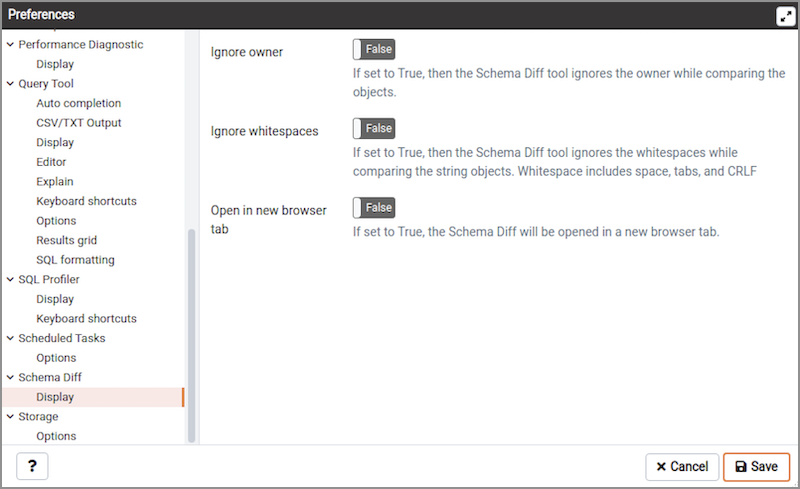 Preferences
Performance Diagnostic
Display
Query Tool
Auto completion
CSV/TXT Output
Display
Editor
Explain
Keyboard shortcuts
Options
Results grid
SQL formatting
SQL Profiler
Display
Keyboard shortcuts
Scheduled Tasks
Options
Schema Diff
Display
Storage
Options
Ignore owner
False
If set to True, then the Schema Diff tool ignores the owner while comparing the
objects.
Ignore whitespaces
False
If set to True, then the Schema Diff tool ignores the whitespaces while
comparing the string objects. Whitespace includes space, tabs, and CRLF
Open in new browser
tab
False
If set to True, the Schema Diff will be opened in a new browser tab.
?
Cancel
Save